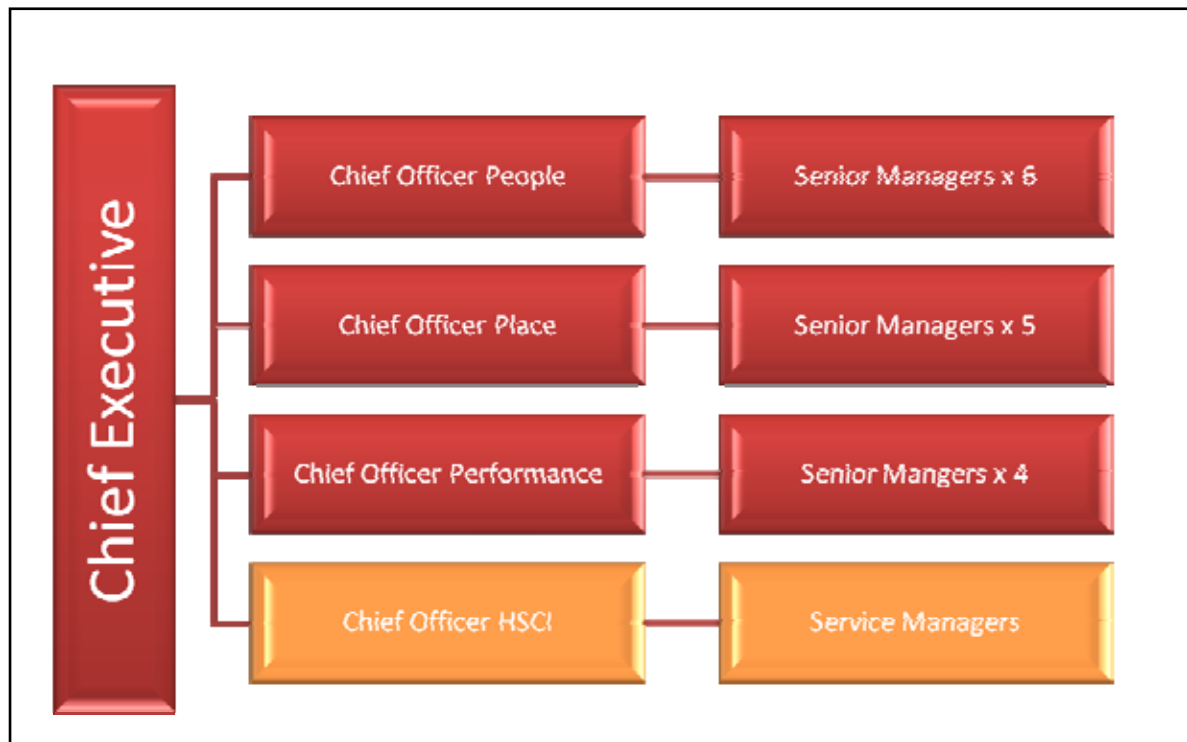 Chief Executive
Chief Officer People
Senior Managers x 6
Chief Officer Place
Senior Managers x 5
Chief Officer Performance
Senior Mangers x 4
Chief Officer HSCI
Service Managers